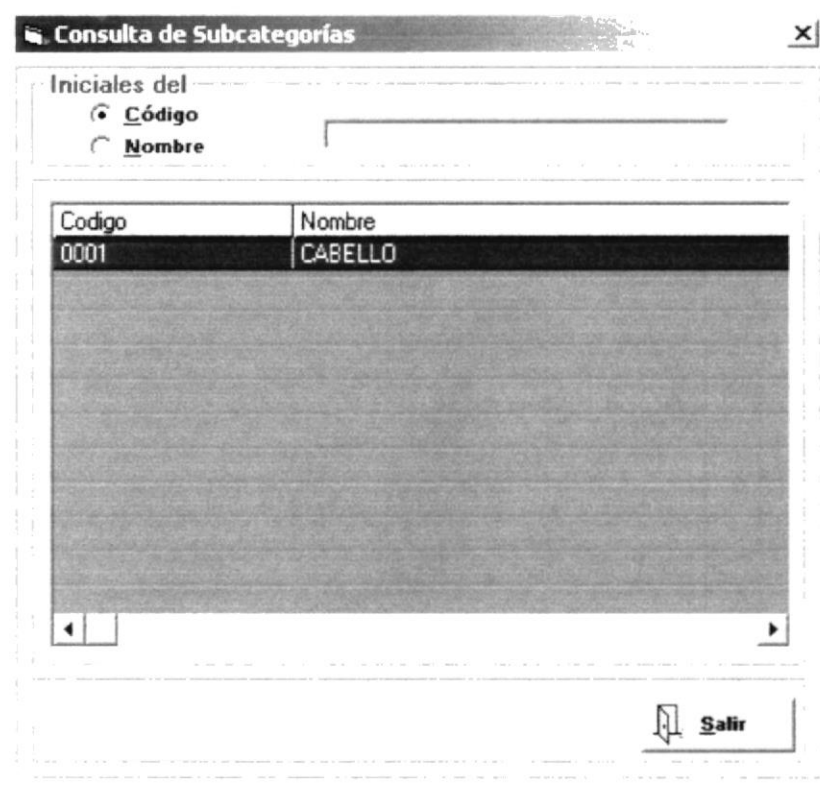 Consulta de Subcategorías
Iniciales del
Código
Nombre
Codigo Nombre
0001 CABELLO
Salir